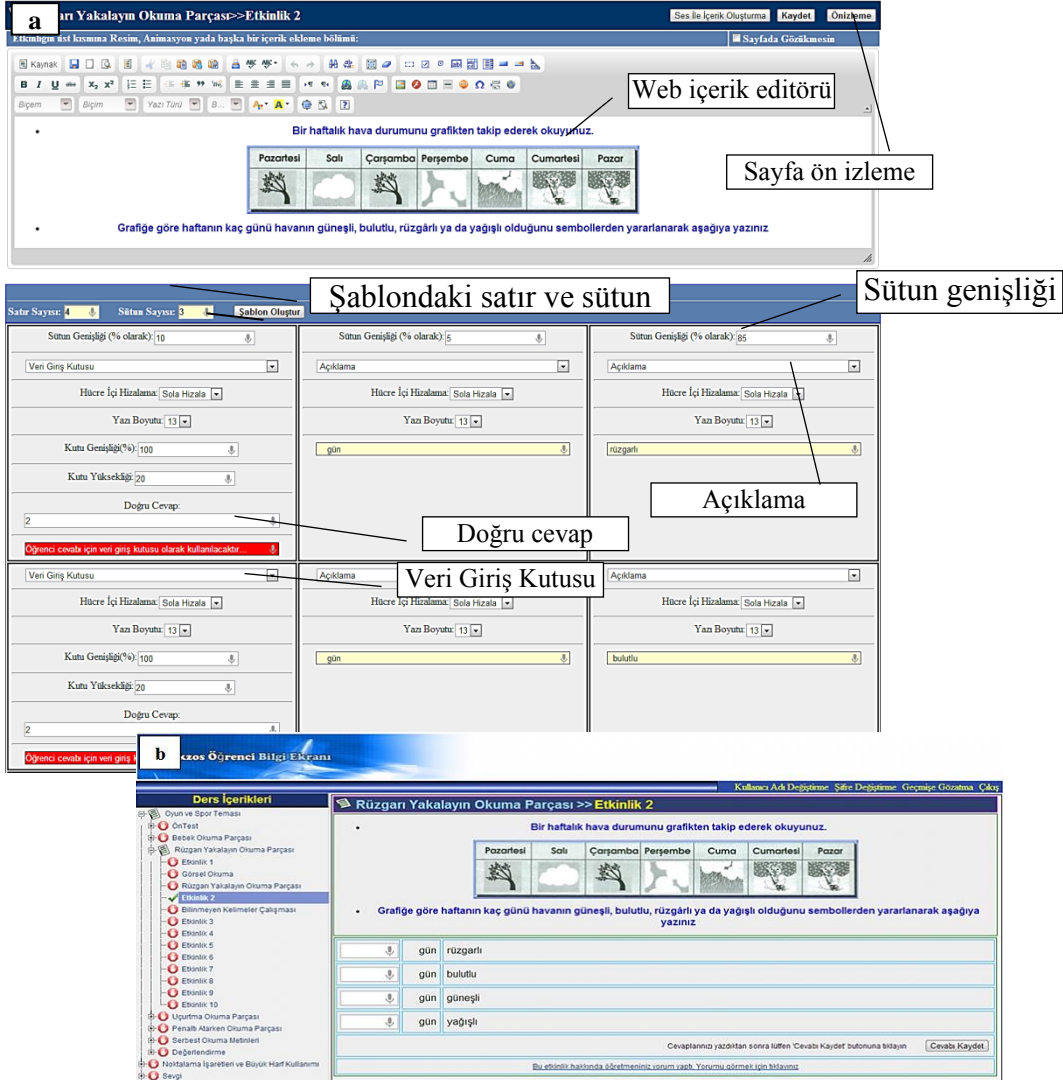 a
rı Yakalayın Okuma Parçası>>Etkinlik 2
Ses İle İçerik Oluşturma Kaydet Önizleme
Etkinliğin üst kısmına Resim, Animasyon yada başka bir içerik ekleme bölümü:
Sayfada Gözükmesin
Kaynak
B I U abc X₂ X²
Biçem Biçim Yazı Türü B...
Web içerik editörü
Bir haftalık hava durumunu grafikten takip ederek okuyunuz.
Pazartesi Salı Çarşamba Perşembe Cuma Cumartesi Pazar
Sayfa ön izleme
Grafiğe göre haftanın kaç günü havanın güneşli, bulutlu, rüzgârlı ya da yağışlı olduğunu sembollerden yararlanarak aşağıya yazınız
Şablondaki satır ve sütun
Sütun genişliği
Satır Sayısı: 4 Sütun Sayısı: 3 Şablon Oluştur
Sütun Genişliği (% olarak): 10 Sütun Genişliği (% olarak): 5 Sütun Genişliği (% olarak): 85
Veri Giriş Kutusu Açıklama Açıklama
Hücre İçi Hizalama: Sola Hizala Hücre İçi Hizalama: Sola Hizala Hücre İçi Hizalama: Sola Hizala
Yazı Boyutu: 13 Yazı Boyutu: 13 Yazı Boyutu: 13
Kutu Genişliği(%): 100 gün rüzgarlı
Kutu Yüksekliği: 20
Açıklama
Doğru Cevap:
2
Doğru cevap
Öğrenci cevabı için veri giriş kutusu olarak kullanılacaktır...
Veri Giriş Kutusu Açıklama Açıklama
Veri Giriş Kutusu
Hücre İçi Hizalama: Sola Hizala Hücre İçi Hizalama: Sola Hizala Hücre İçi Hizalama: Sola Hizala
Yazı Boyutu: 13 Yazı Boyutu: 13 Yazı Boyutu: 13
Kutu Genişliği(%): 100 gün bulutlu
Kutu Yüksekliği: 20
Doğru Cevap:
2
Öğrenci cevabı için veri giriş
b
zos Öğrenci Bilgi Ekranı
Kullanıcı Adı Değiştirme Şifre Değiştirme Geçmişe Gözatma Çıkış
Ders İçerikleri
Oyun ve Spor Teması
ÖnTest
Bebek Okuma Parçası
Rüzgarı Yakalayın Okuma Parçası
Etkinlik 1
Görsel Okuma
Rüzgarı Yakalayın Okuma Parçası
Etkinlik 2
Bilinmeyen Kelimeler Çalışması
Etkinlik 3
Etkinlik 4
Etkinlik 5
Etkinlik 6
Etkinlik 7
Etkinlik 8
Etkinlik 9
Etkinlik 10
Uçurtma Okuma Parçası
Penaltı Atarken Okuma Parçası
Serbest Okuma Metinleri
Değerlendirme
Noktalama İşaretleri ve Büyük Harf Kullanımı
Sevgi
Rüzgarı Yakalayın Okuma Parçası >> Etkinlik 2
Bir haftalık hava durumunu grafikten takip ederek okuyunuz.
Pazartesi Salı Çarşamba Perşembe Cuma Cumartesi Pazar
Grafiğe göre haftanın kaç günü havanın güneşli, bulutlu, rüzgârlı ya da yağışlı olduğunu sembollerden yararlanarak aşağıya
yazınız
gün rüzgarlı
gün bulutlu
gün güneşli
gün yağışlı
Cevaplarınızı yazdıktan sonra lütfen 'Cevabı Kaydet' butonuna tıklayın Cevabı Kaydet
Bu etkinlik hakkında öğretmeniniz yorum yaptı. Yorumu görmek için tıklayınız